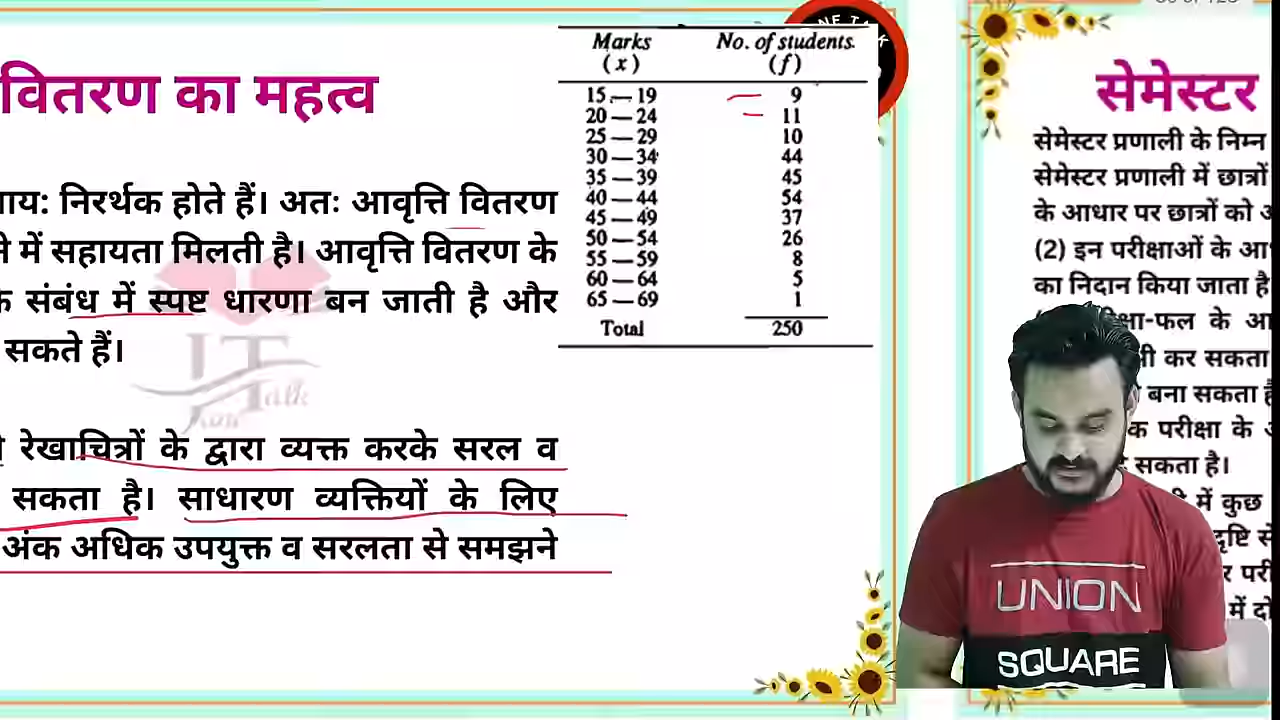 वितरण का महत्व
निरर्थक होते हैं। अतः आवृत्ति वितरण
में सहायता मिलती है। आवृत्ति वितरण के
संबंध में स्पष्ट धारणा बन जाती है और
सकते हैं।
रेखाचित्रों के द्वारा व्यक्त करके सरल व
सकता है। साधारण व्यक्तियों के लिए
अंक अधिक उपयुक्त व सरलता से समझने
Marks No. of students.
(x) (f)
15 — 19 9
20 — 24 11
25 — 29 10
30 — 34 44
35 — 39 45
40 — 44 54
45 — 49 37
50 — 54 26
55 — 59 8
60 — 64 5
65 — 69 1
Total 250
सेमेस्टर
सेमेस्टर प्रणाली के निम्न
सेमेस्टर प्रणाली में छात्रों
के आधार पर छात्रों को
(2) इन परीक्षाओं के
का निदान किया जाता है
के
कर सकता
बना सकता
परीक्षा के
सकता है।
में कुछ
UNION
SQUARE